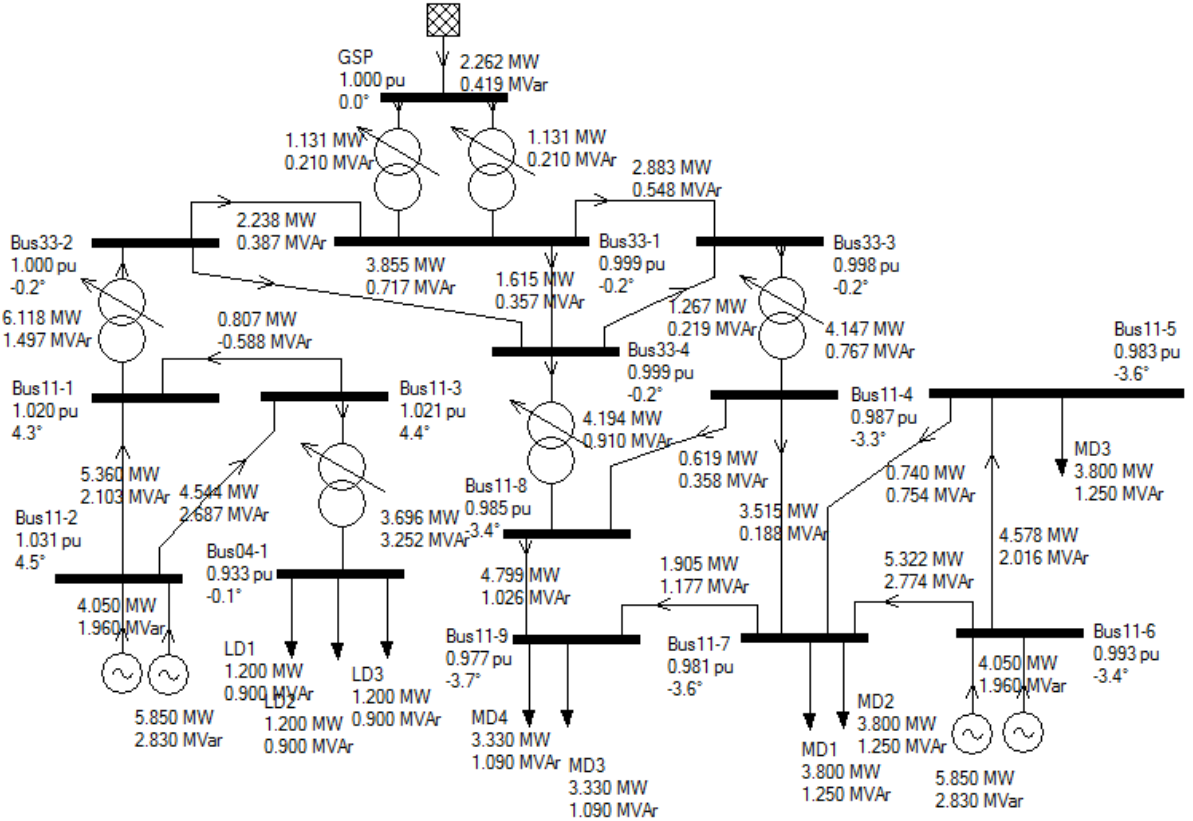 GSP
1.000 pu
0.0°
2.262 MW
0.419 MVar
1.131 MW
0.210 MVAr
1.131 MW
0.210 MVAr
2.883 MW
0.548 MVAr
2.238 MW
0.387 MVAr
Bus33-2
1.000 pu
-0.2°
3.855 MW
0.717 MVAr
1.615 MW
0.357 MVAr
Bus33-1
0.999 pu
-0.2°
Bus33-3
0.998 pu
-0.2°
6.118 MW
1.497 MVAr
0.807 MW
-0.588 MVAr
1.267 MW
0.219 MVAr
4.147 MW
0.767 MVAr
Bus11-5
0.983 pu
-3.6°
Bus33-4
0.999 pu
-0.2°
Bus11-1
1.020 pu
4.3°
Bus11-3
1.021 pu
4.4°
Bus11-4
0.987 pu
-3.3°
4.194 MW
0.910 MVAr
5.360 MW
2.103 MVAr
4.544 MW
2.687 MVAr
Bus11-8
0.985 pu
-3.4°
0.619 MW
0.358 MVAr
0.740 MW
0.754 MVAr
MD3
3.800 MW
1.250 MVAr
Bus11-2
1.031 pu
4.5°
3.696 MW
3.252 MVAr
3.515 MW
0.188 MVAr
4.578 MW
2.016 MVAr
Bus04-1
0.933 pu
-0.1°
4.799 MW
1.026 MVAr
1.905 MW
1.177 MVAr
5.322 MW
2.774 MVAr
4.050 MW
1.960 MVar
Bus11-9
0.977 pu
-3.7°
Bus11-7
0.981 pu
-3.6°
Bus11-6
0.993 pu
-3.4°
4.050 MW
1.960 MVar
LD1
1.200 MW
0.900 MVAr
LD3
1.200 MW
0.900 MVAr
LD2
1.200 MW
0.900 MVAr
5.850 MW
2.830 MVar
MD4
3.330 MW
1.090 MVAr
MD3
3.330 MW
1.090 MVAr
MD2
3.800 MW
1.250 MVAr
MD1
3.800 MW
1.250 MVAr
5.850 MW
2.830 MVar